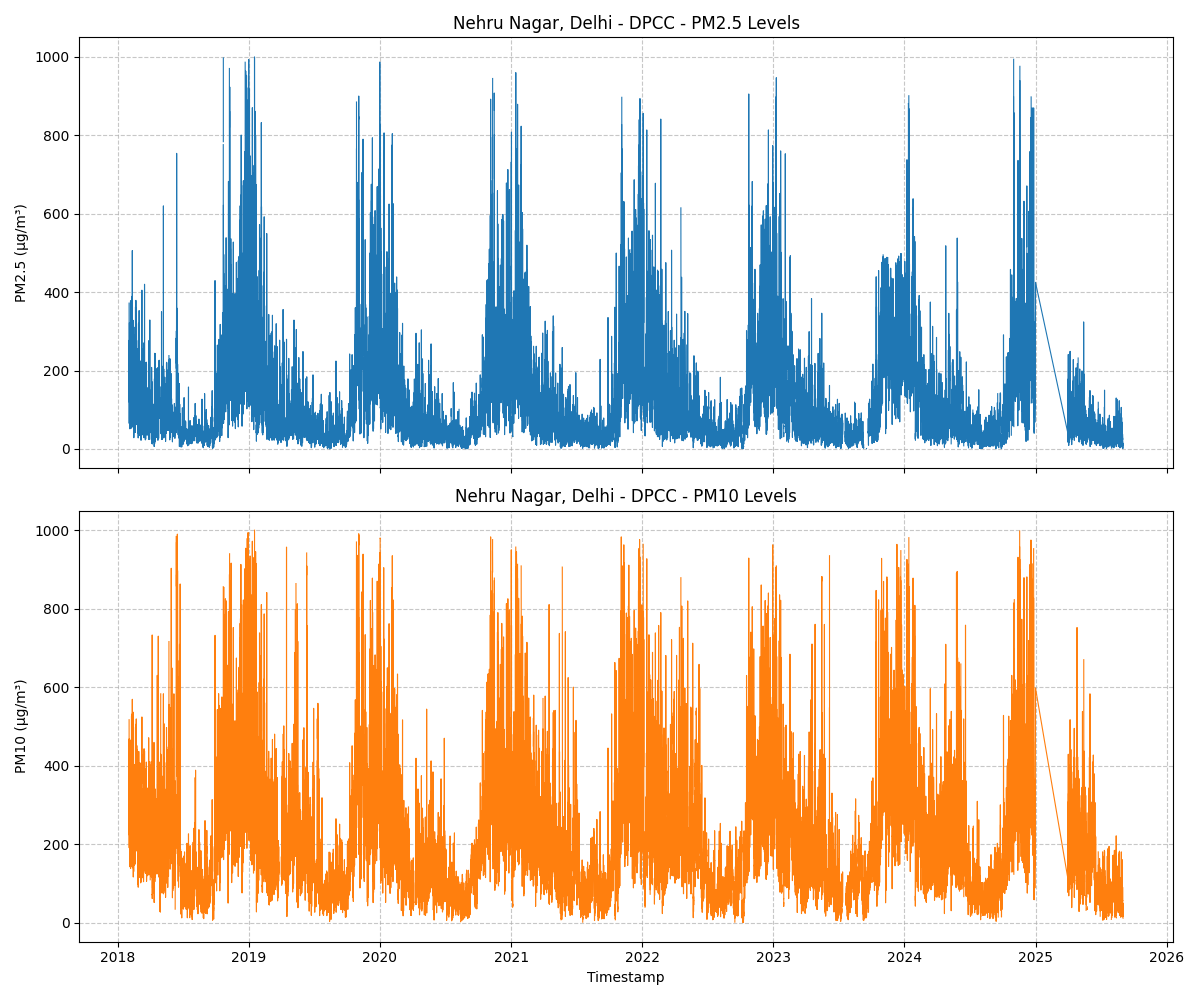 Nehru Nagar, Delhi - DPCC - PM2.5 Levels
PM2.5 (µg/m³)
1000
800
600
400
200
0
Nehru Nagar, Delhi - DPCC - PM10 Levels
PM10 (µg/m³)
1000
800
600
400
200
0
2018 2019 2020 2021 2022 2023 2024 2025 2026
Timestamp